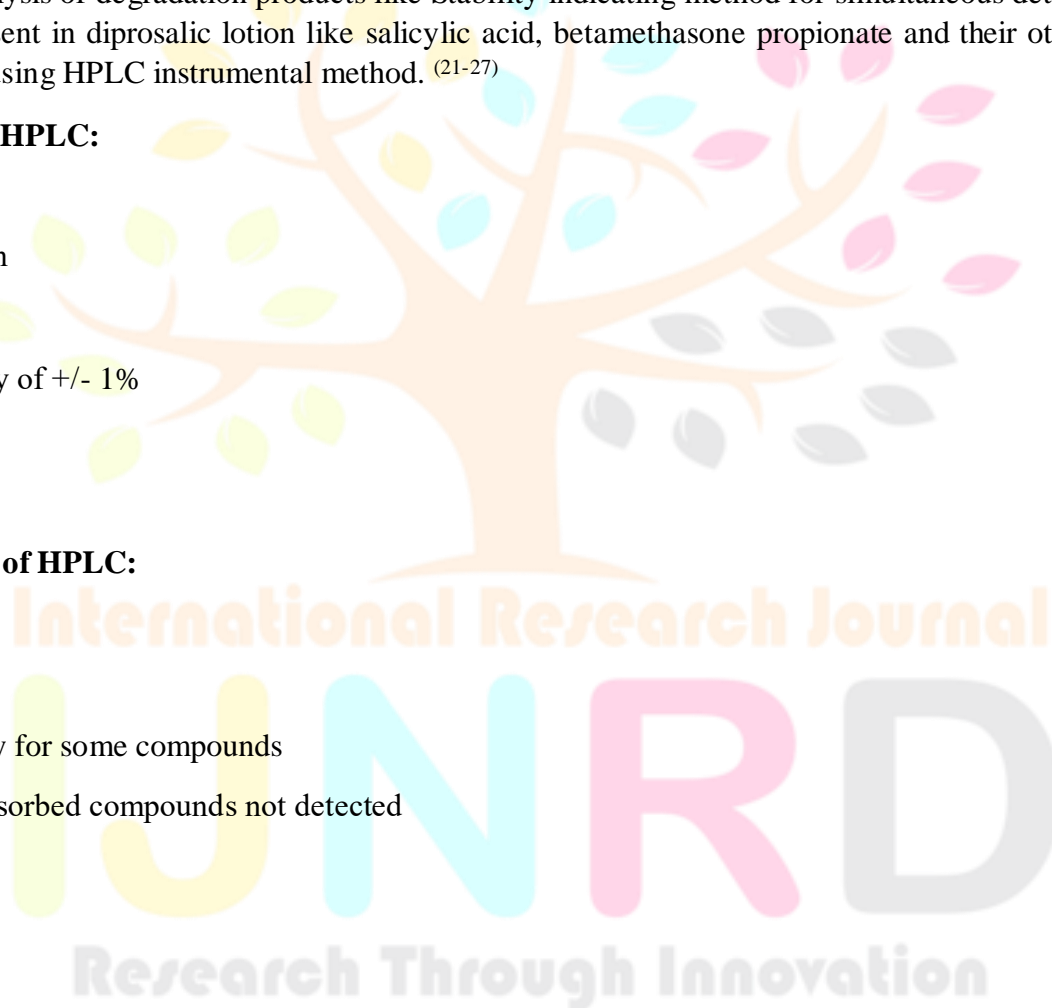 lysis of degradation products like Stability indicating method for simultaneous det
ent in diprosalic lotion like salicylic acid, betamethasone propionate and their ot
sing HPLC instrumental method. (21-27)
HPLC:
n
y of +/- 1%
of HPLC:
International Research Journal
y for some compounds
sorbed compounds not detected
IJNRD
Research Through Innovation